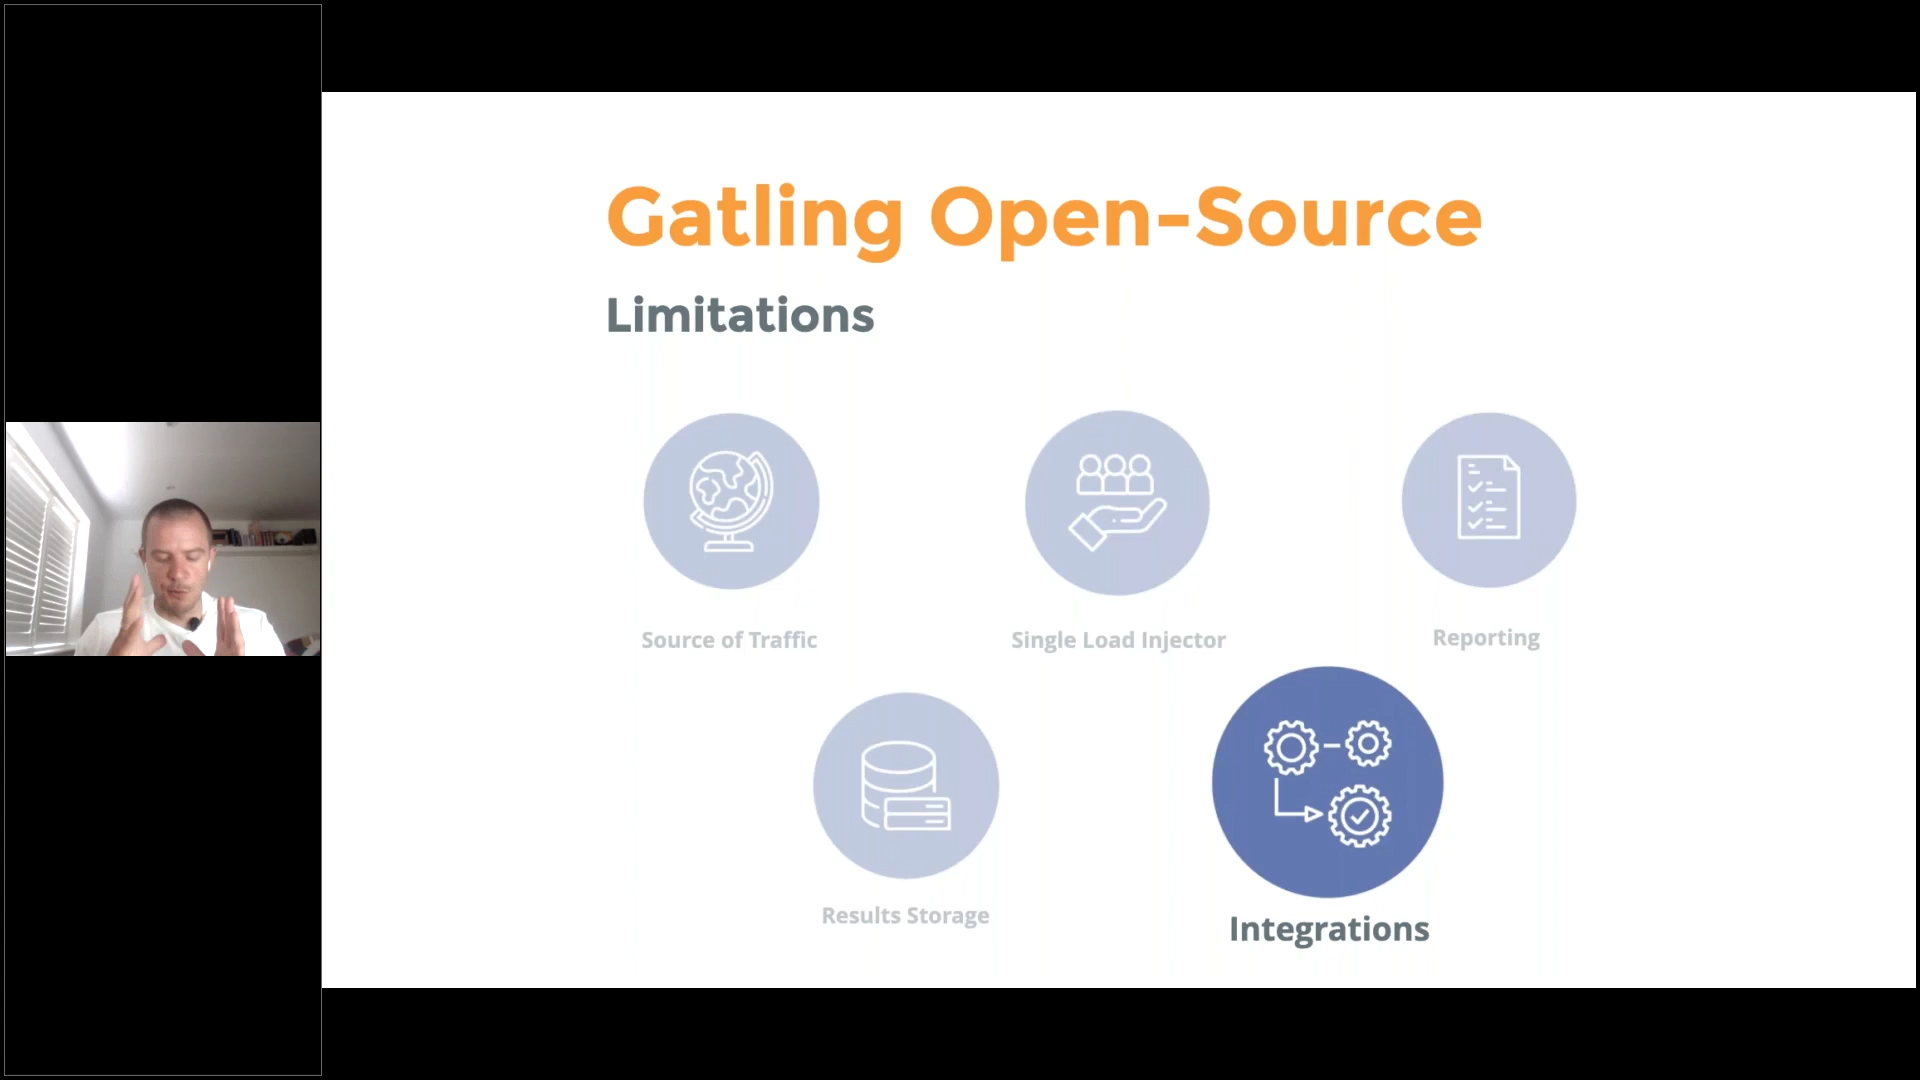 Gatling Open-Source
Limitations
Source of Traffic
Single Load Injector
Reporting
Results Storage
Integrations